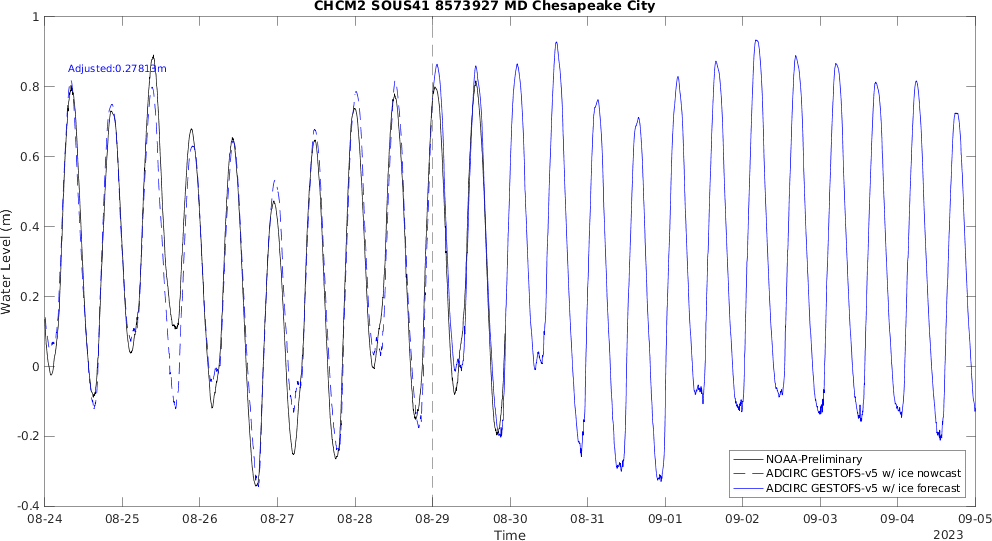 CHCM2 SOUS41 8573927 MD Chesapeake City
Adjusted:0.27813m
Water Level (m)
1
0.8
0.6
0.4
0.2
0
-0.2
-0.4
NOAA-Preliminary
ADCIRC GESTOFS-v5 w/ ice nowcast
ADCIRC GESTOFS-v5 w/ ice forecast
08-24 08-25 08-26 08-27 08-28 08-29 08-30 08-31 09-01 09-02 09-03 09-04 09-05
Time
2023